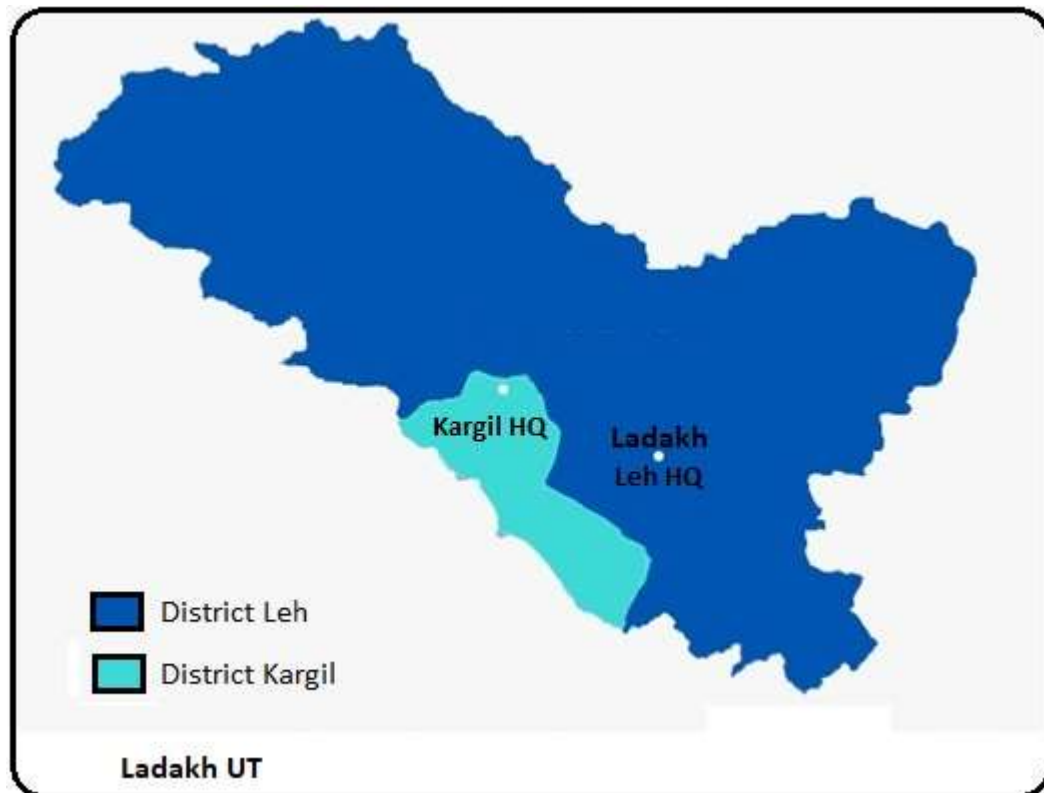 Kargil HQ
Ladakh
Leh HQ
District Leh
District Kargil
Ladakh UT